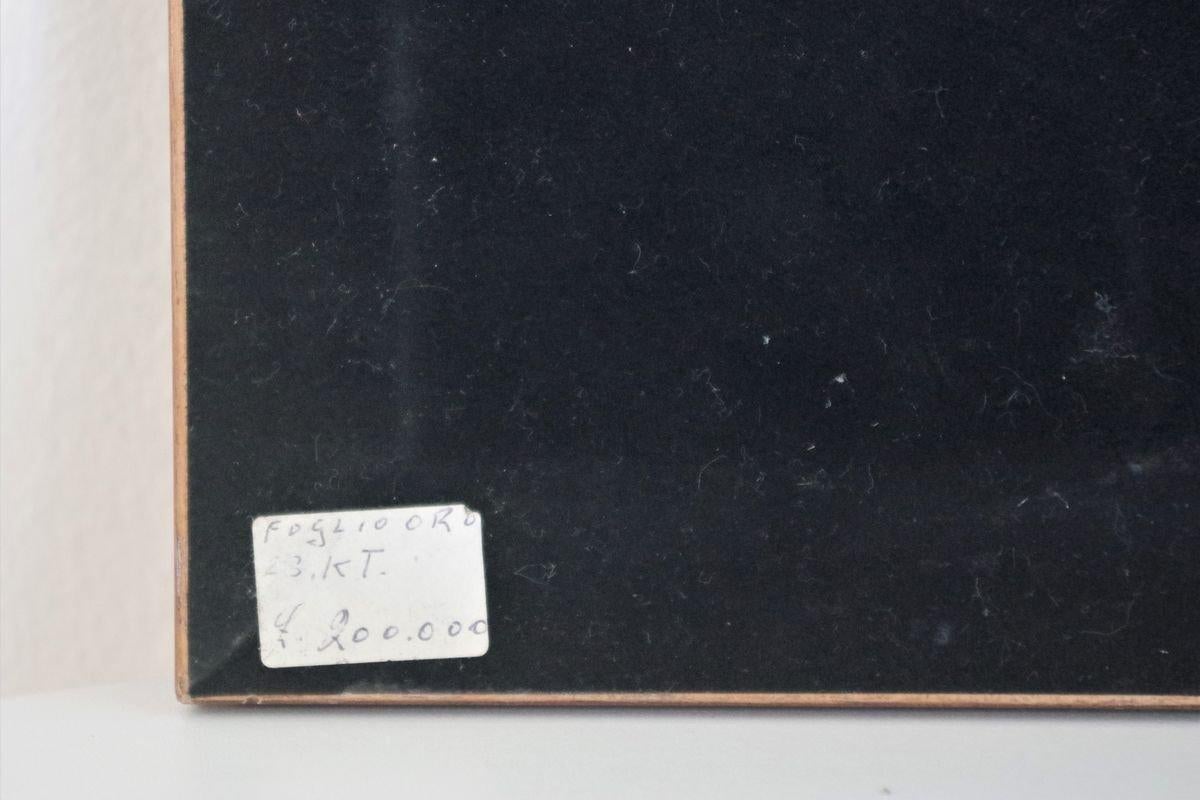 FOGLIO ORO
23.KT.
£. 200.000